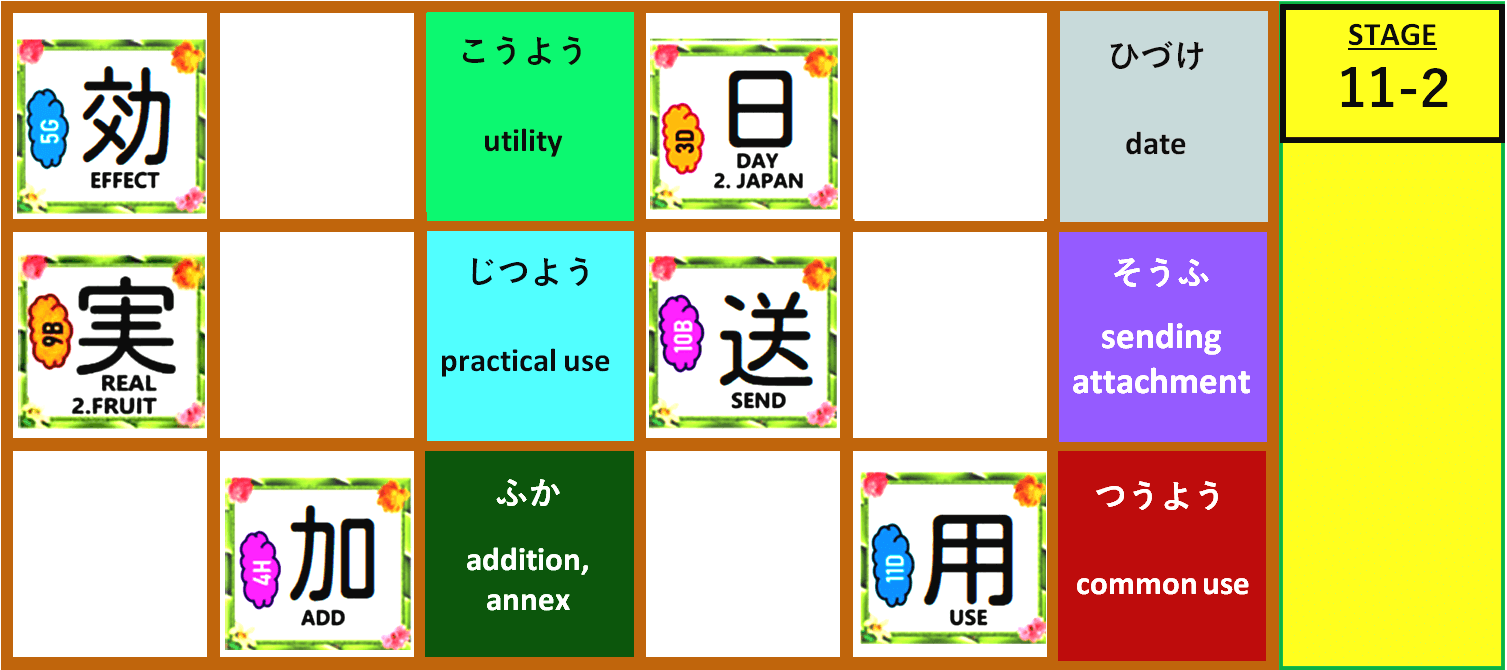 効
5G
EFFECT
こうよう
utility
日
3D
DAY
2. JAPAN
ひづけ
date
STAGE
11-2
実
9B
REAL
2.FRUIT
じつよう
practical use
送
10B
SEND
そうふ
sending
attachment
加
4H
ADD
ふか
addition,
annex
用
11D
USE
つうよう
common use